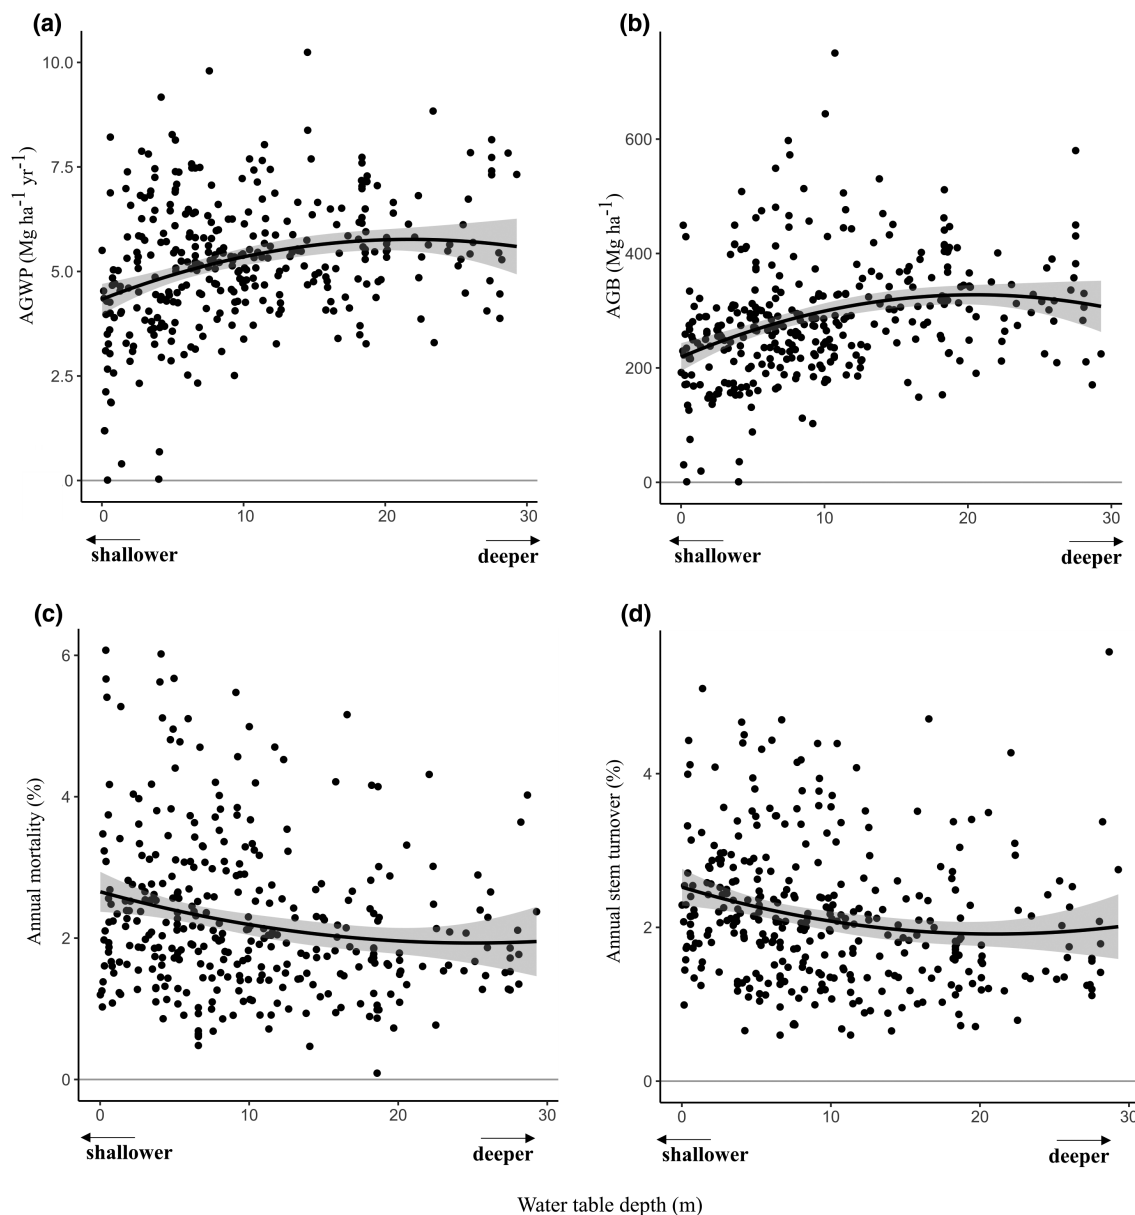 (a)
AGWP (Mg ha⁻¹ yr⁻¹)
10.0
7.5
5.0
2.5
0
0 10 20 30
shallower deeper
(b)
AGB (Mg ha⁻¹)
600
400
200
0
0 10 20 30
shallower deeper
(c)
Annual mortality (%)
6
4
2
0
0 10 20 30
shallower deeper
(d)
Annual stem turnover (%)
4
2
0
0 10 20 30
shallower deeper
Water table depth (m)